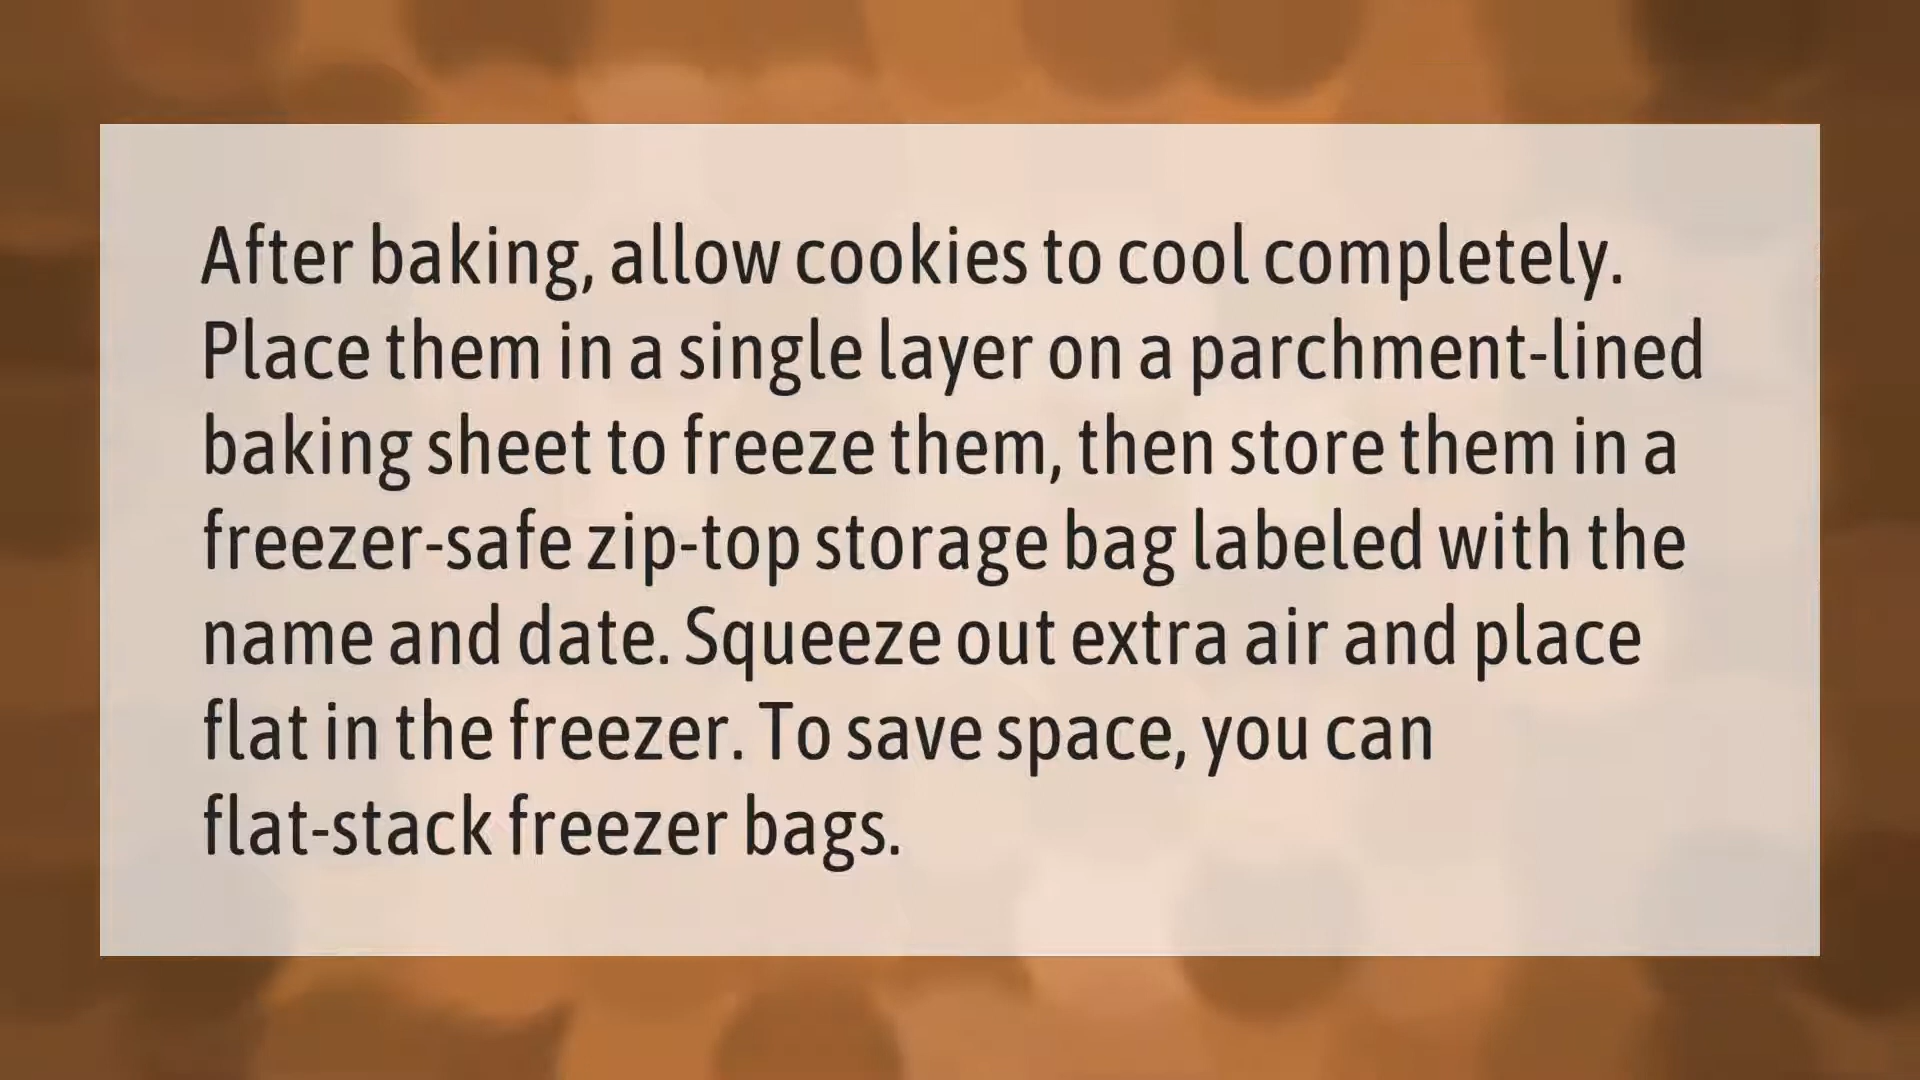 After baking, allow cookies to cool completely.
Place them in a single layer on a parchment-lined
baking sheet to freeze them, then store them in a
freezer-safe zip-top storage bag labeled with the
name and date. Squeeze out extra air and place
flat in the freezer. To save space, you can
flat-stack freezer bags.